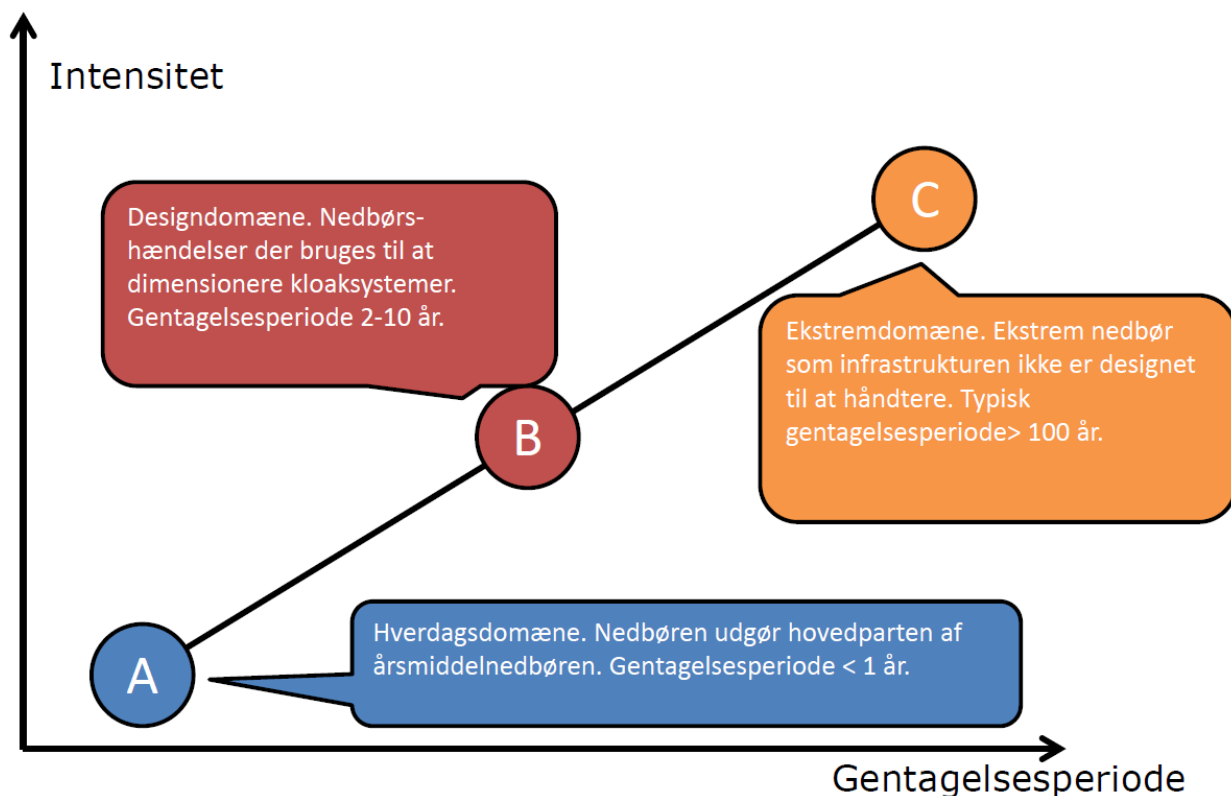 Intensitet
C
Designdomæne. Nedbørs-
hændelser der bruges til at
dimensionere kloaksystemer.
Gentagelsesperiode 2-10 år.
Ekstremdomæne. Ekstrem nedbør
som infrastrukturen ikke er designet
til at håndtere. Typisk
gentagelsesperiode> 100 år.
B
Hverdagsdomæne. Nedbøren udgør hovedparten af
årsmiddelnedbøren. Gentagelsesperiode < 1 år.
A
Gentagelsesperiode